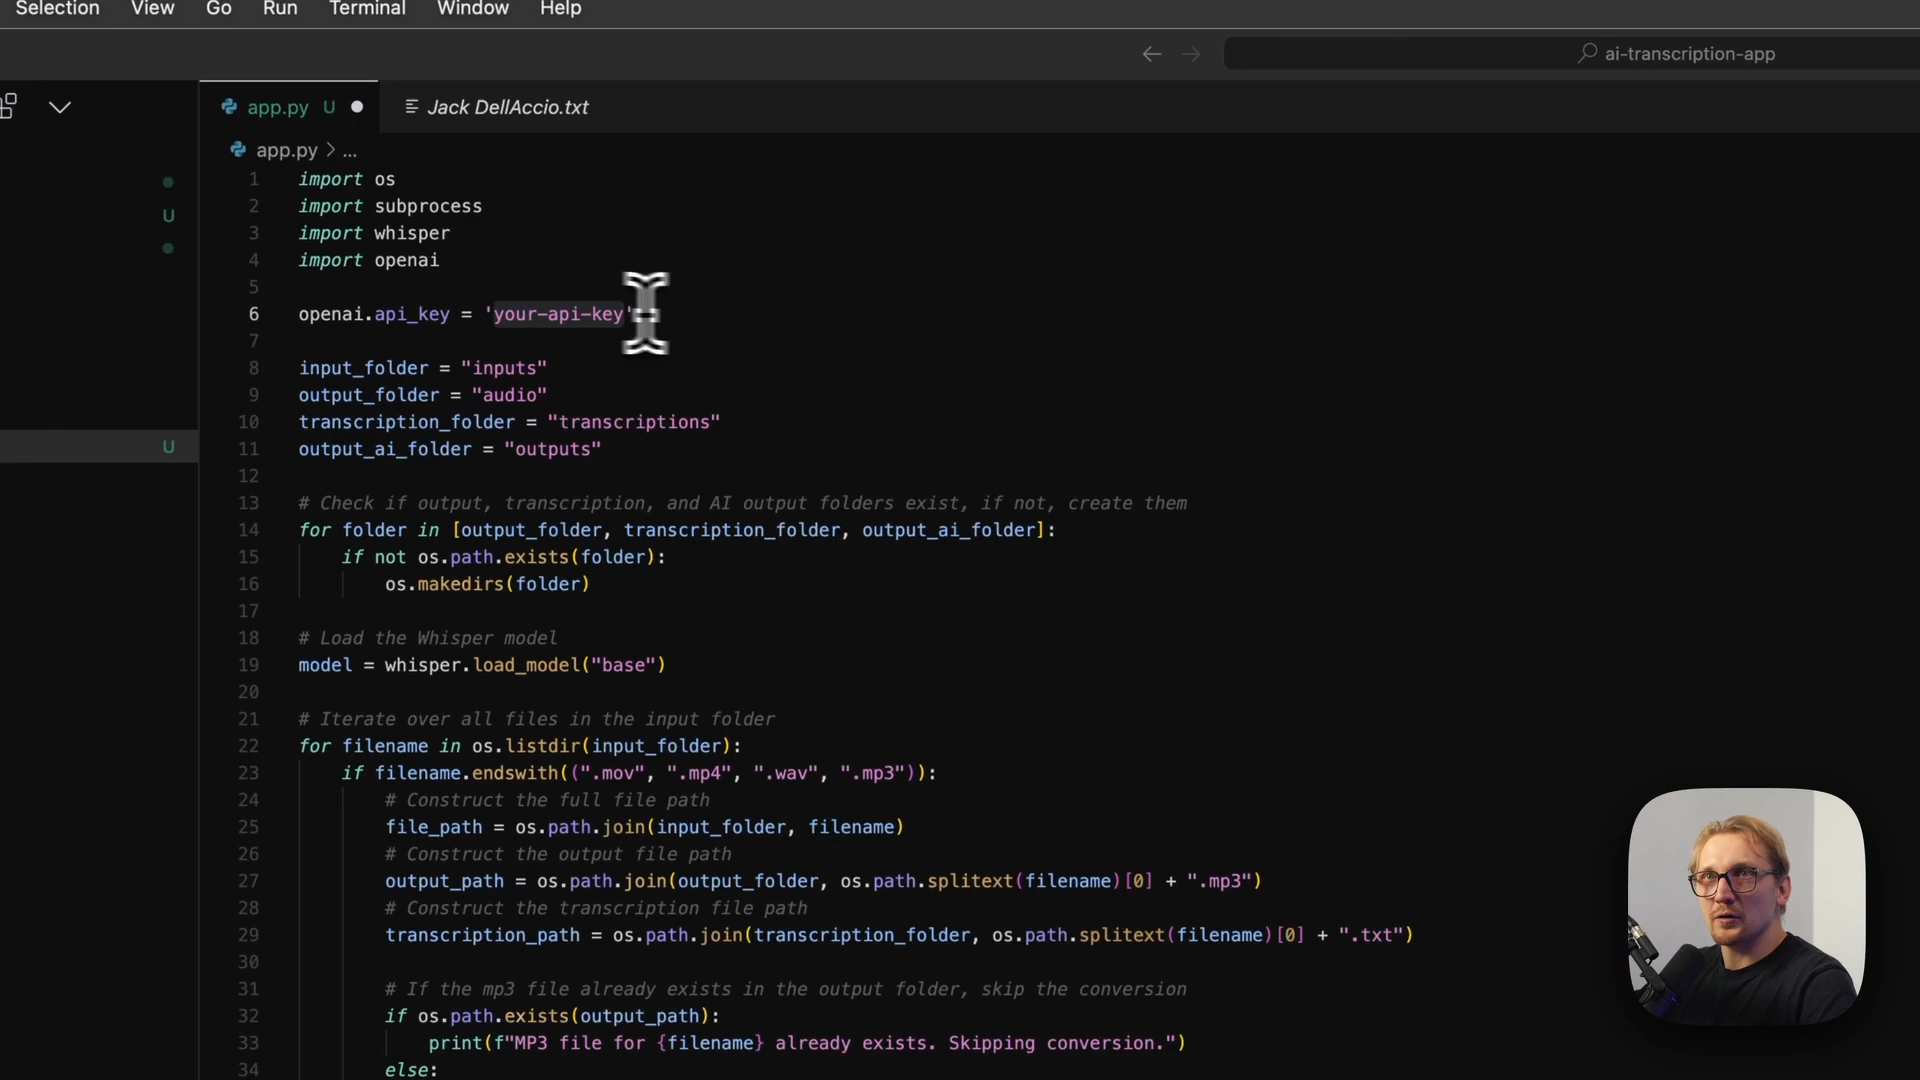 Selection View Go Run Terminal Window Help
ai-transcription-app
app.py U Jack DellAccio.txt
app.py > ...
U
U
1 import os
2 import subprocess
3 import whisper
4 import openai
5
6 openai.api_key = 'your-api-key'
7
8 input_folder = "inputs"
9 output_folder = "audio"
10 transcription_folder = "transcriptions"
11 output_ai_folder = "outputs"
12
13 # Check if output, transcription, and AI output folders exist, if not, create them
14 for folder in [output_folder, transcription_folder, output_ai_folder]:
15 if not os.path.exists(folder):
16 os.makedirs(folder)
17
18 # Load the Whisper model
19 model = whisper.load_model("base")
20
21 # Iterate over all files in the input folder
22 for filename in os.listdir(input_folder):
23 if filename.endswith((".mov", ".mp4", ".wav", ".mp3")):
24 # Construct the full file path
25 file_path = os.path.join(input_folder, filename)
26 # Construct the output file path
27 output_path = os.path.join(output_folder, os.path.splitext(filename)[0] + ".mp3")
28 # Construct the transcription file path
29 transcription_path = os.path.join(transcription_folder, os.path.splitext(filename)[0] + ".txt")
30
31 # If the mp3 file already exists in the output folder, skip the conversion
32 if os.path.exists(output_path):
33 print(f"MP3 file for {filename} already exists. Skipping conversion.")
34 else: